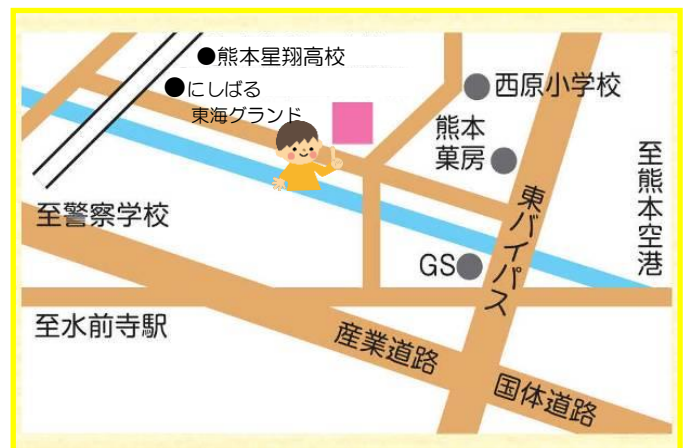 ●熊本星翔高校
●にしばる
東海グランド
西原小学校
熊本
菓房
至熊本空港
至警察学校
東バイパス
GS
至水前寺駅
産業道路
国体道路